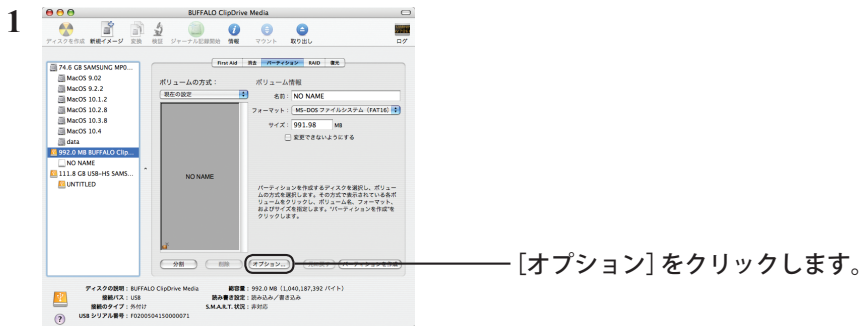 1
BUFFALO ClipDrive Media
ディスクを作成 新規イメージ 変換 検証 ジャーナル記録開始 情報 マウント 取り出し ログ
First Aid 消去 パーティション RAID 復元
74.6 GB SAMSUNG MP0...
MacOS 9.02
MacOS 9.2.2
MacOS 10.1.2
MacOS 10.2.8
MacOS 10.3.8
MacOS 10.4
data
992.0 MB BUFFALO Clip...
NO NAME
111.8 GB USB-HS SAMS...
UNTITLED
ボリュームの方式：
現在の設定
NO NAME
ボリューム情報
名前： NO NAME
フォーマット： MS-DOS ファイルシステム（FAT16）
サイズ： 991.98 MB
変更できないようにする
パーティションを作成するディスクを選択し、ボリュー
ムの方式を選択します。その方式で表示されている各ボ
リュームをクリックし、ボリューム名、フォーマット、
およびサイズを指定します。“パーティションを作成”を
クリックします。
分割 削除 オプション... パーティションを作成
［オプション］をクリックします。
ディスクの説明： BUFFALO ClipDrive Media 総容量： 992.0 MB（1,040,187,392 バイト）
接続バス： USB 読み書き設定： 読み込み／書き込み
接続のタイプ： 外付け S.M.A.R.T. 状況： 非対応
USB シリアル番号： F0200504150000071